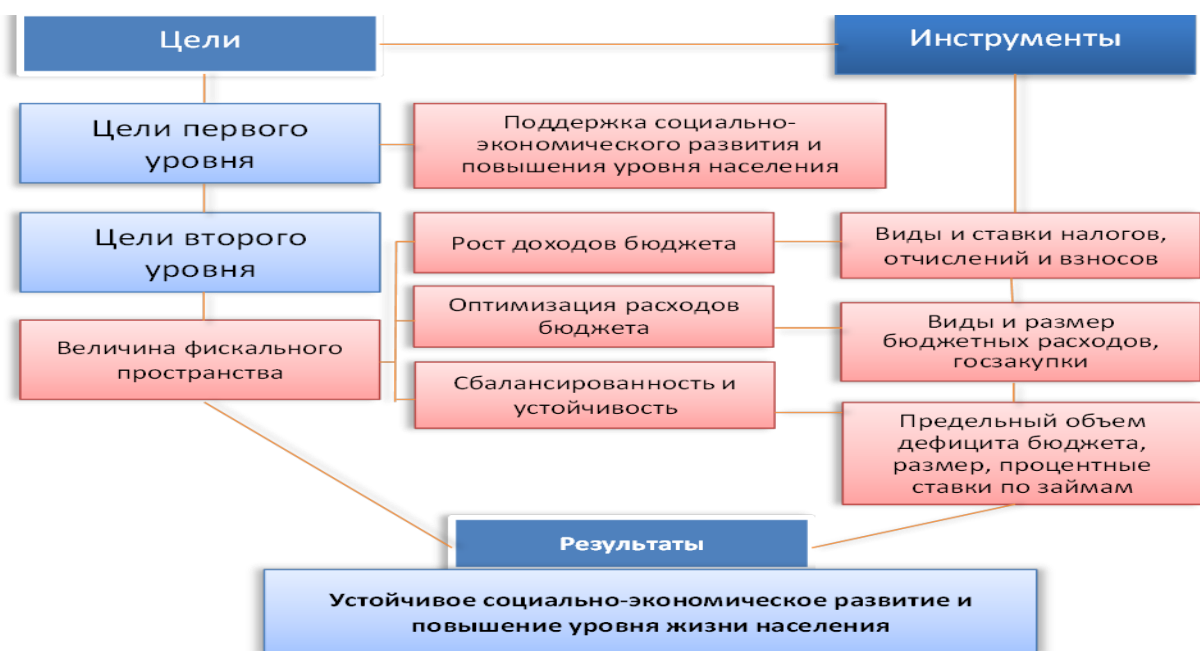 Цели
Инструменты
Цели первого
уровня
Поддержка социально-
экономического развития и
повышения уровня населения
Цели второго
уровня
Рост доходов бюджета
Виды и ставки налогов,
отчислений и взносов
Оптимизация расходов
бюджета
Виды и размер
бюджетных расходов,
госзакупки
Величина фискального
пространства
Сбалансированность и
устойчивость
Предельный объем
дефицита бюджета,
размер, процентные
ставки по займам
Результаты
Устойчивое социально-экономическое развитие и
повышение уровня жизни населения